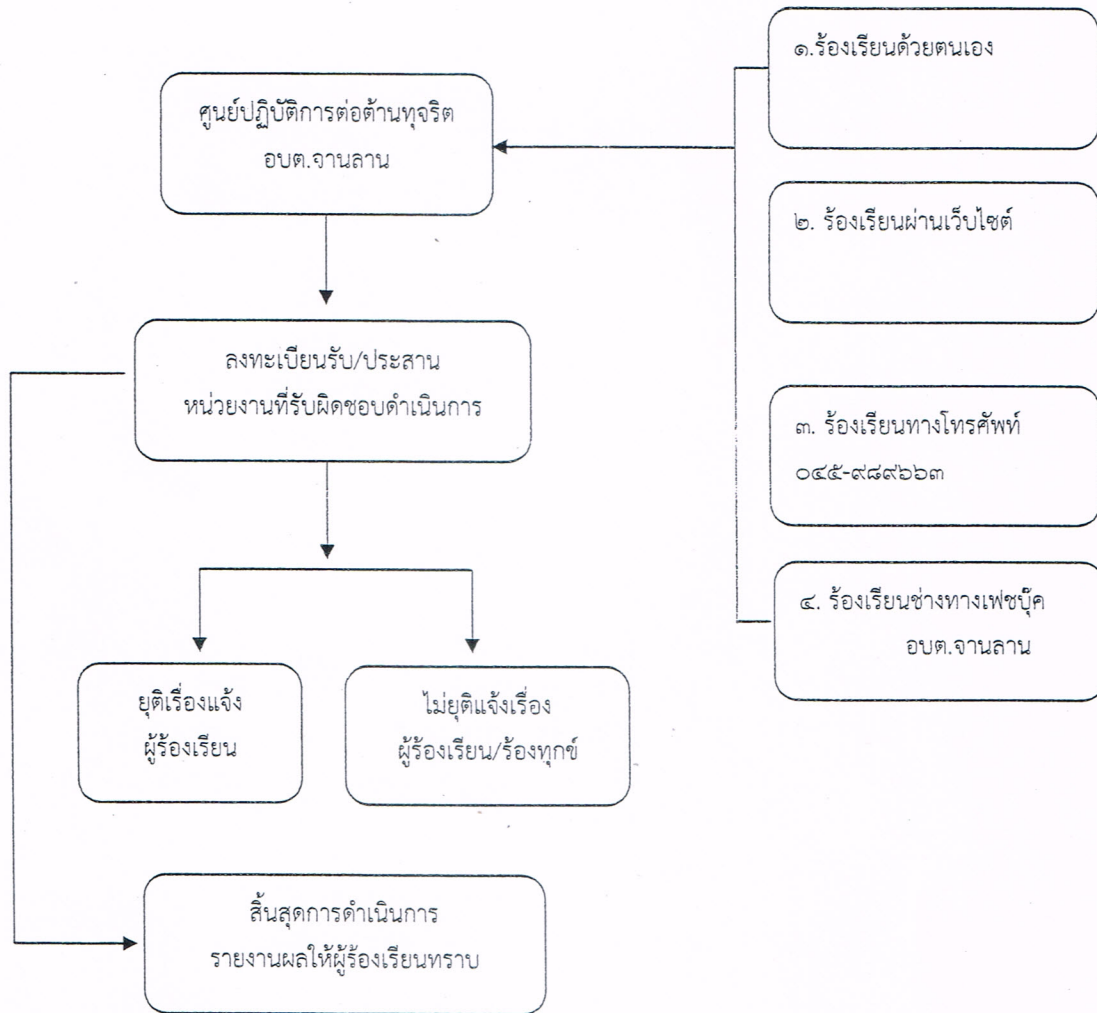 ๑.ร้องเรียนด้วยตนเอง
ศูนย์ปฏิบัติการต่อต้านทุจริต
อบต.จานลาน
๒. ร้องเรียนผ่านเว็บไซต์
ลงทะเบียนรับ/ประสาน
หน่วยงานที่รับผิดชอบดำเนินการ
๓. ร้องเรียนทางโทรศัพท์
๐๔๕-๙๘๙๖๖๓
๔. ร้องเรียนช่างทางเฟชบุ๊ค
อบต.จานลาน
ยุติเรื่องแจ้ง
ผู้ร้องเรียน
ไม่ยุติแจ้งเรื่อง
ผู้ร้องเรียน/ร้องทุกข์
สิ้นสุดการดำเนินการ
รายงานผลให้ผู้ร้องเรียนทราบ